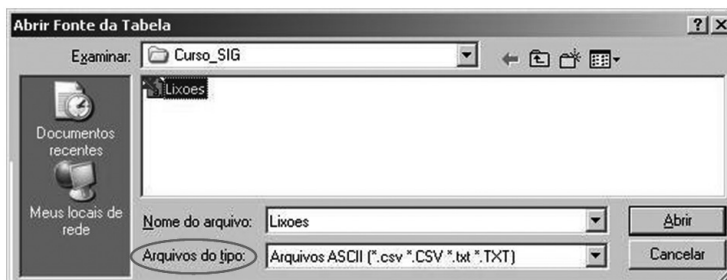 Abrir Fonte da Tabela
Examinar: Curso_SIG
Lixoes
Documentos
recentes
Meus locais de
rede
Nome do arquivo: Lixoes Abrir
Arquivos do tipo: Arquivos ASCII (*.csv *.CSV *.txt *.TXT) Cancelar